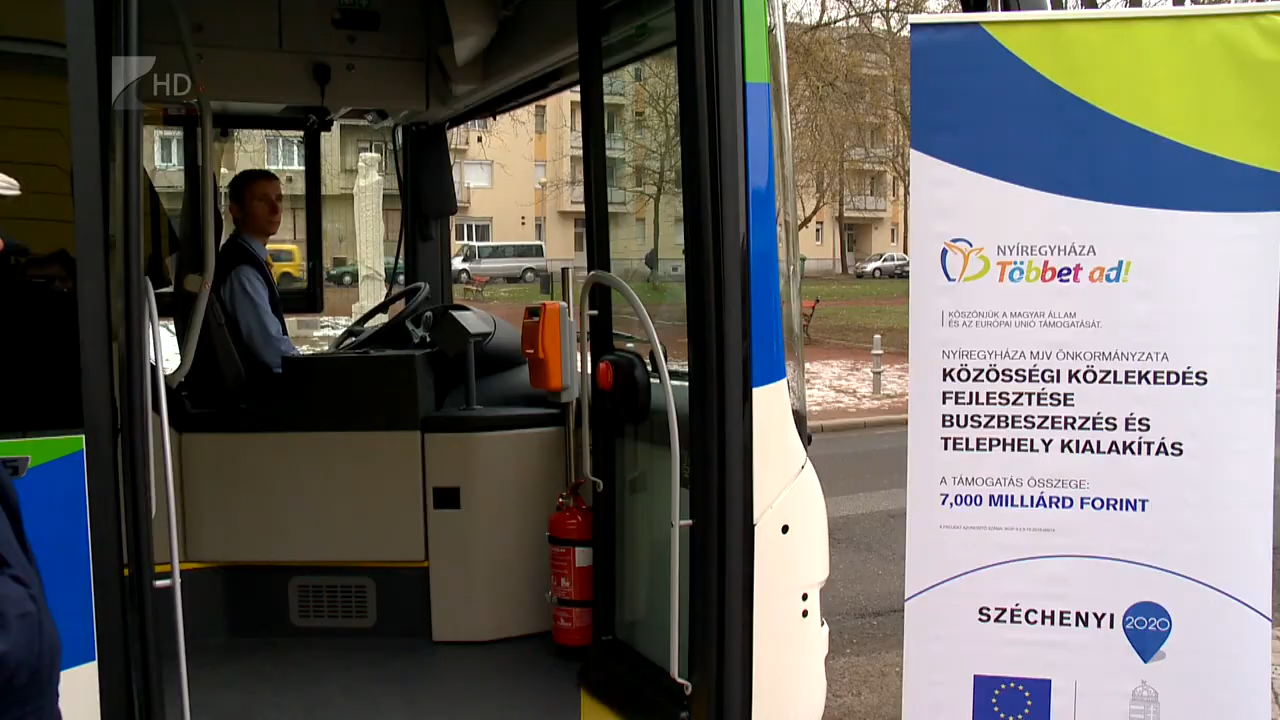 HD
NYÍREGYHÁZA
Többet ad!
KÖSZÖNJÜK A MAGYAR ÁLLAM
ÉS AZ EURÓPAI UNIÓ TÁMOGATÁSÁT.
NYÍREGYHÁZA MJV ÖNKORMÁNYZATA
KÖZÖSSÉGI KÖZLEKEDÉS
FEJLESZTÉSE
BUSZBESZERZÉS ÉS
TELEPHELY KIALAKÍTÁS
A TÁMOGATÁS ÖSSZEGE:
7,000 MILLIÁRD FORINT
SZÉCHENYI 2020